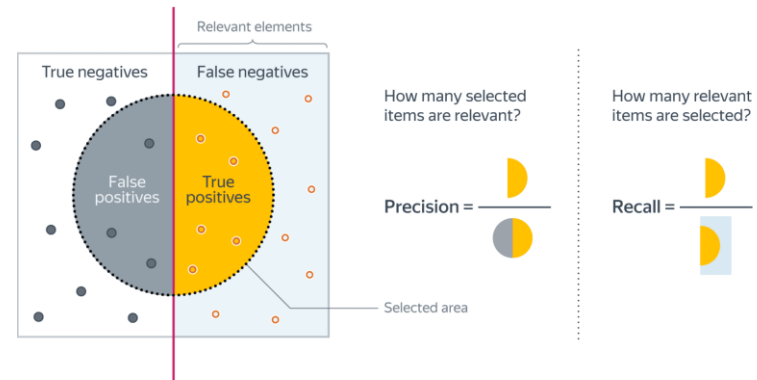 Relevant elements
True negatives
False negatives
False
positives
True
positives
Selected area
How many selected
items are relevant?
Precision =
How many relevant
items are selected?
Recall =